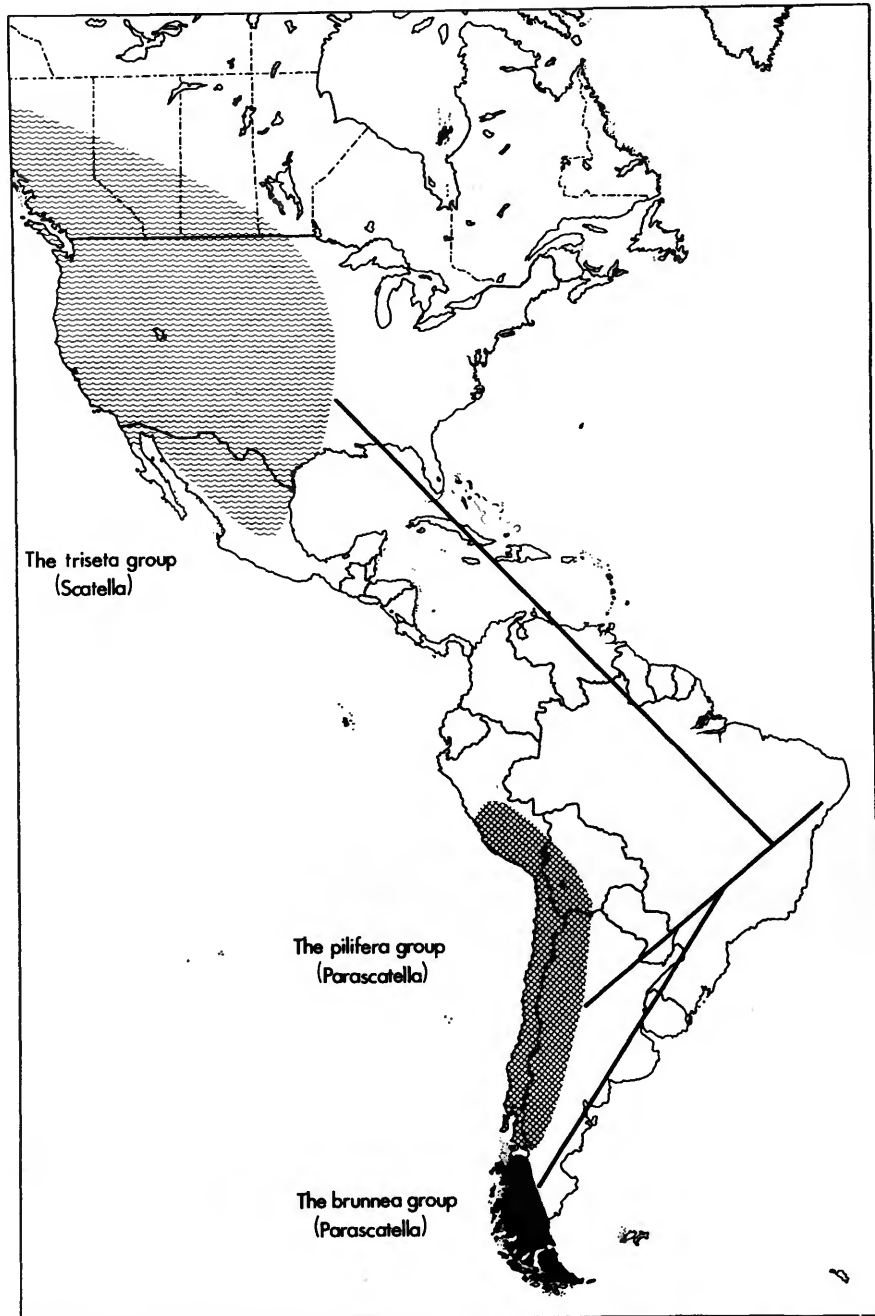 The triseta group
(Scatella)
The pilifera group
(Parascatella)
The brunnea group
(Parascatella)